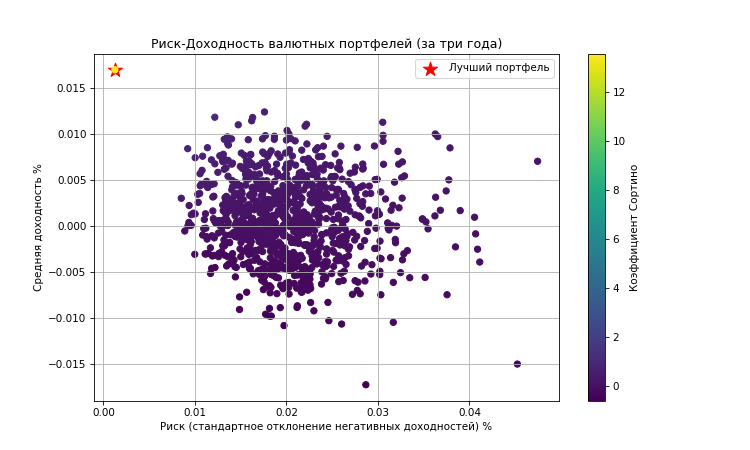 Риск-Доходность валютных портфелей (за три года)
Лучший портфель
Средняя доходность %
0.015
0.010
0.005
0.000
−0.005
−0.010
−0.015
0.00 0.01 0.02 0.03 0.04
Риск (стандартное отклонение негативных доходностей) %
12
10
8
6
4
2
0
Коэффициент Сортино